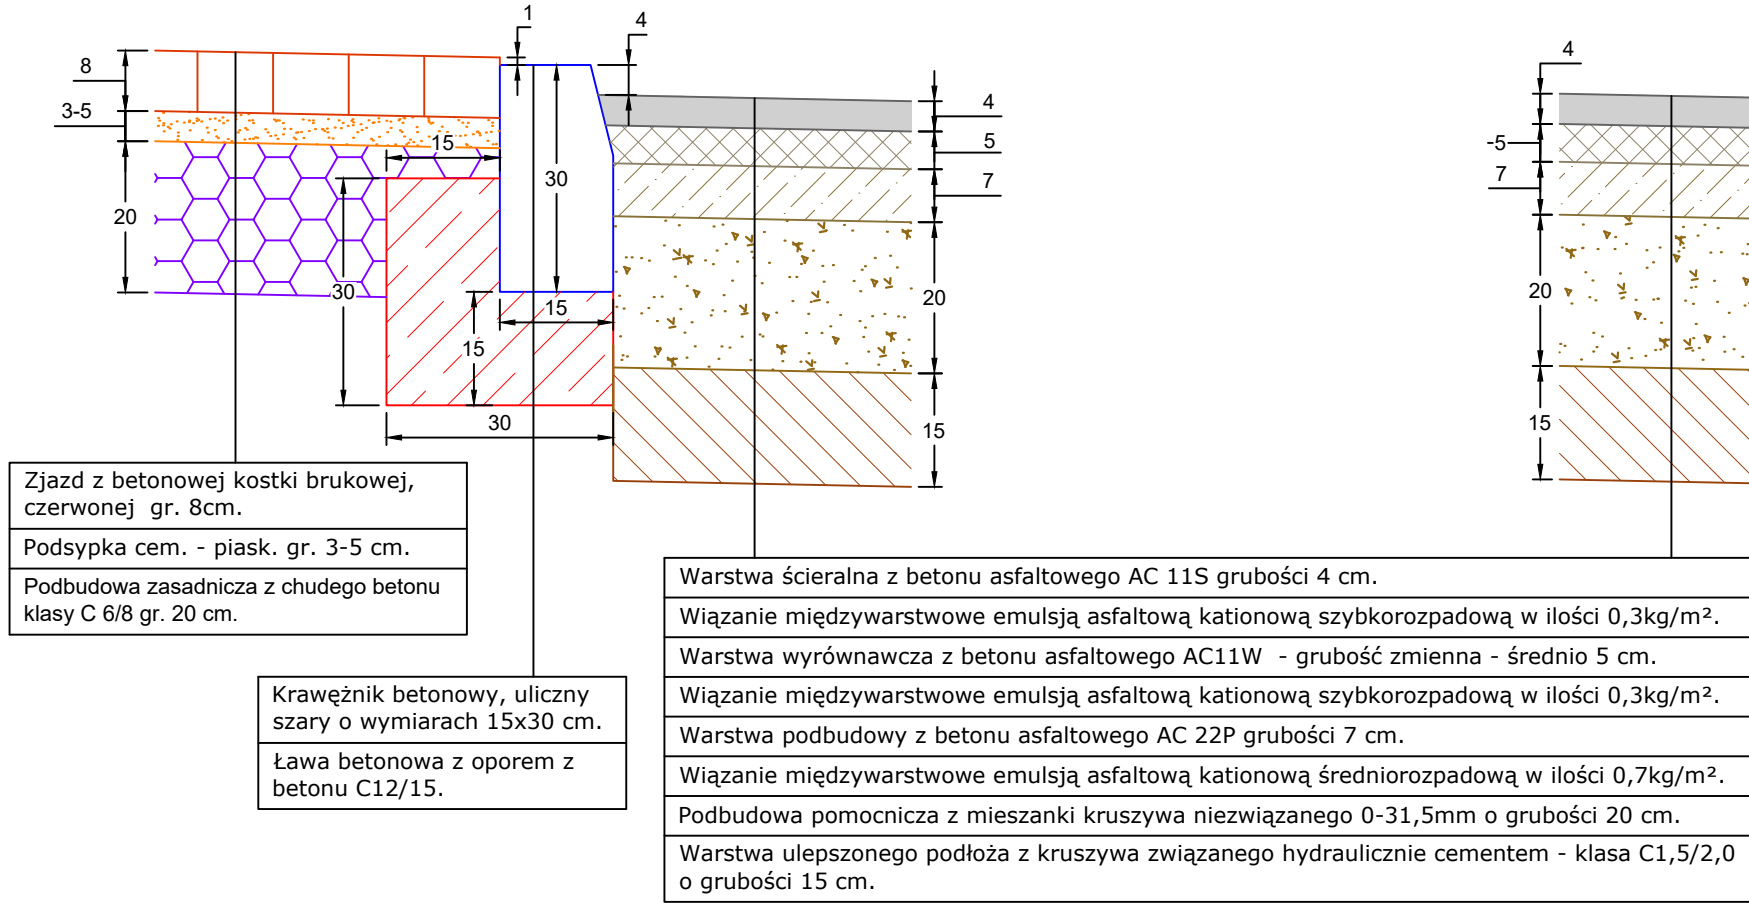 1
4
8
3-5
20
15
30
30
15
15
30
4
5
7
20
15
4
-5
7
20
15
Zjazd z betonowej kostki brukowej,
czerwonej gr. 8cm.
Podsypka cem. - piask. gr. 3-5 cm.
Podbudowa zasadnicza z chudego betonu
klasy C 6/8 gr. 20 cm.
Krawężnik betonowy, uliczny
szary o wymiarach 15x30 cm.
Ława betonowa z oporem z
betonu C12/15.
Warstwa ścieralna z betonu asfaltowego AC 11S grubości 4 cm.
Wiązanie międzywarstwowe emulsją asfaltową kationową szybkorozpadową w ilości 0,3kg/m².
Warstwa wyrównawcza z betonu asfaltowego AC11W - grubość zmienna - średnio 5 cm.
Wiązanie międzywarstwowe emulsją asfaltową kationową szybkorozpadową w ilości 0,3kg/m².
Warstwa podbudowy z betonu asfaltowego AC 22P grubości 7 cm.
Wiązanie międzywarstwowe emulsją asfaltową kationową średniorozpadową w ilości 0,7kg/m².
Podbudowa pomocnicza z mieszanki kruszywa niezwiązanego 0-31,5mm o grubości 20 cm.
Warstwa ulepszonego podłoża z kruszywa związanego hydraulicznie cementem - klasa C1,5/2,0
o grubości 15 cm.